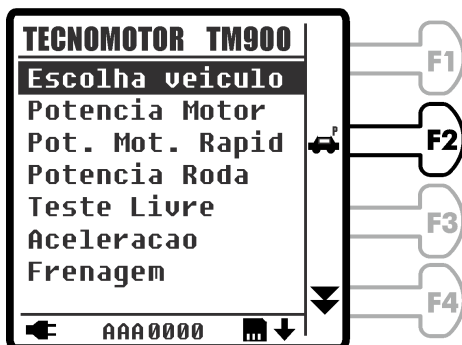 TECNOMOTOR TM900
F1
Escolha veiculo
Potencia Motor
Pot. Mot. Rapid
P
F2
Potencia Roda
Teste Livre
F3
Aceleracao
Frenagem
F4
AAA0000